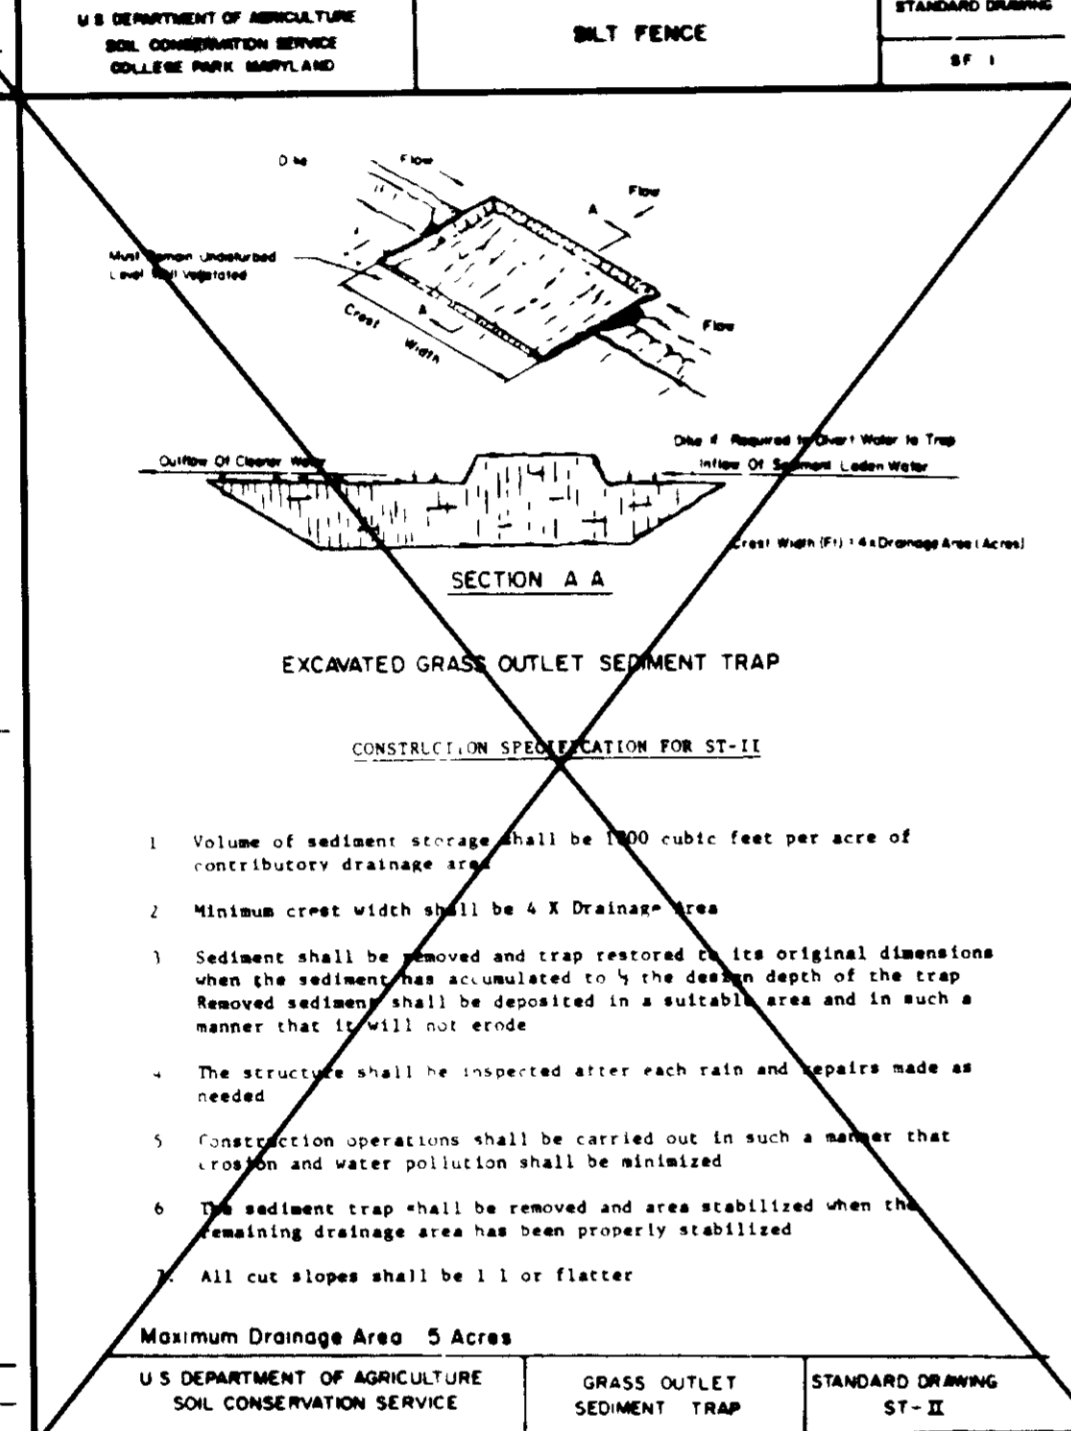 U S DEPARTMENT OF AGRICULTURE
SOIL CONSERVATION SERVICE
COLLEGE PARK MARYLAND
SILT FENCE
STANDARD DRAWING
SF 1
Dike
Flow
Flow
A
Must Remain Undisturbed
Level Well Vegetated
A
Flow
Crest
Width
Dike if Required to Divert Water to Trap
Outflow Of Cleaner Water
Inflow Of Sediment Laden Water
Crest Width (Ft) = 4 x Drainage Area (Acres)
SECTION A A
EXCAVATED GRASS OUTLET SEDIMENT TRAP
CONSTRUCTION SPECIFICATION FOR ST-II
1 Volume of sediment storage shall be 1800 cubic feet per acre of
contributory drainage area
2 Minimum crest width shall be 4 X Drainage Area
3 Sediment shall be removed and trap restored to its original dimensions
when the sediment has accumulated to ½ the design depth of the trap
Removed sediment shall be deposited in a suitable area and in such a
manner that it will not erode
4 The structure shall be inspected after each rain and repairs made as
needed
5 Construction operations shall be carried out in such a manner that
erosion and water pollution shall be minimized
6 The sediment trap shall be removed and area stabilized when the
remaining drainage area has been properly stabilized
7. All cut slopes shall be 1 1 or flatter
Maximum Drainage Area 5 Acres
U S DEPARTMENT OF AGRICULTURE
SOIL CONSERVATION SERVICE
GRASS OUTLET
SEDIMENT TRAP
STANDARD DRAWING
ST-II